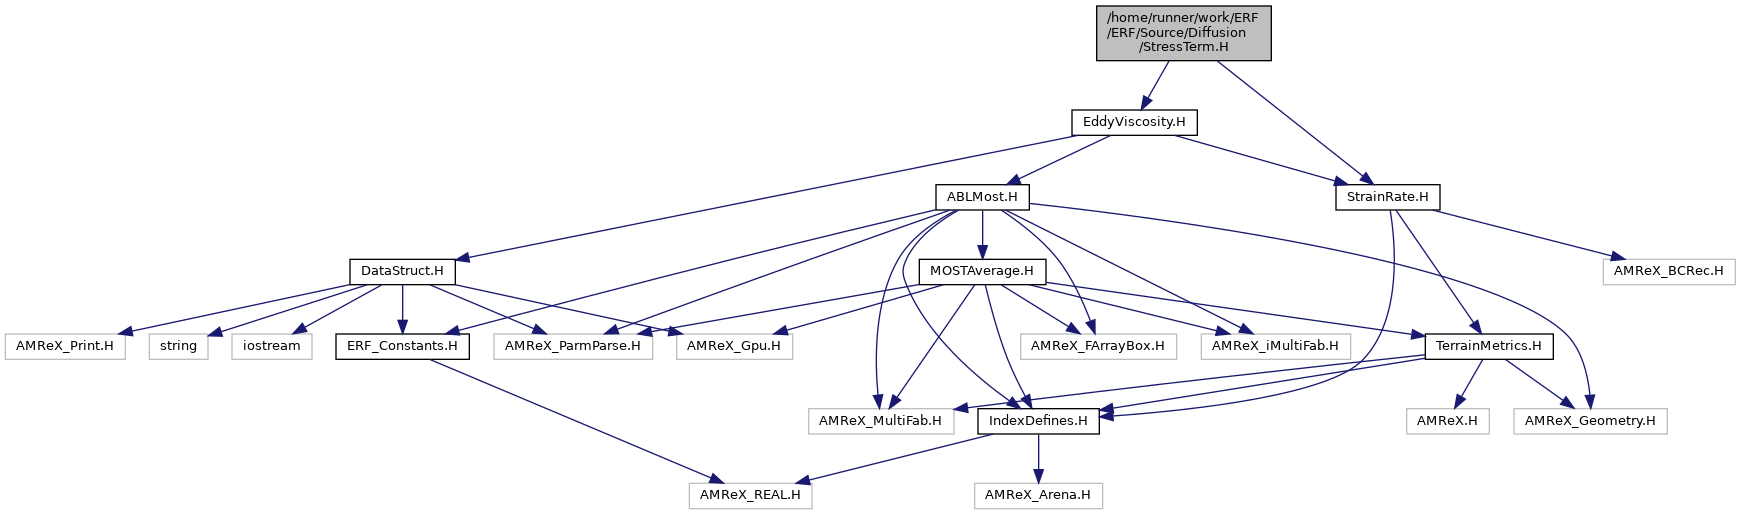 /home/runner/work/ERF
/ERF/Source/Diffusion
/StressTerm.H
EddyViscosity.H
ABLMost.H
StrainRate.H
DataStruct.H
MOSTAverage.H
AMReX_BCRec.H
AMReX_Print.H
string
iostream
ERF_Constants.H
AMReX_ParmParse.H
AMReX_Gpu.H
AMReX_FArrayBox.H
AMReX_iMultiFab.H
TerrainMetrics.H
AMReX_MultiFab.H
IndexDefines.H
AMReX.H
AMReX_Geometry.H
AMReX_REAL.H
AMReX_Arena.H